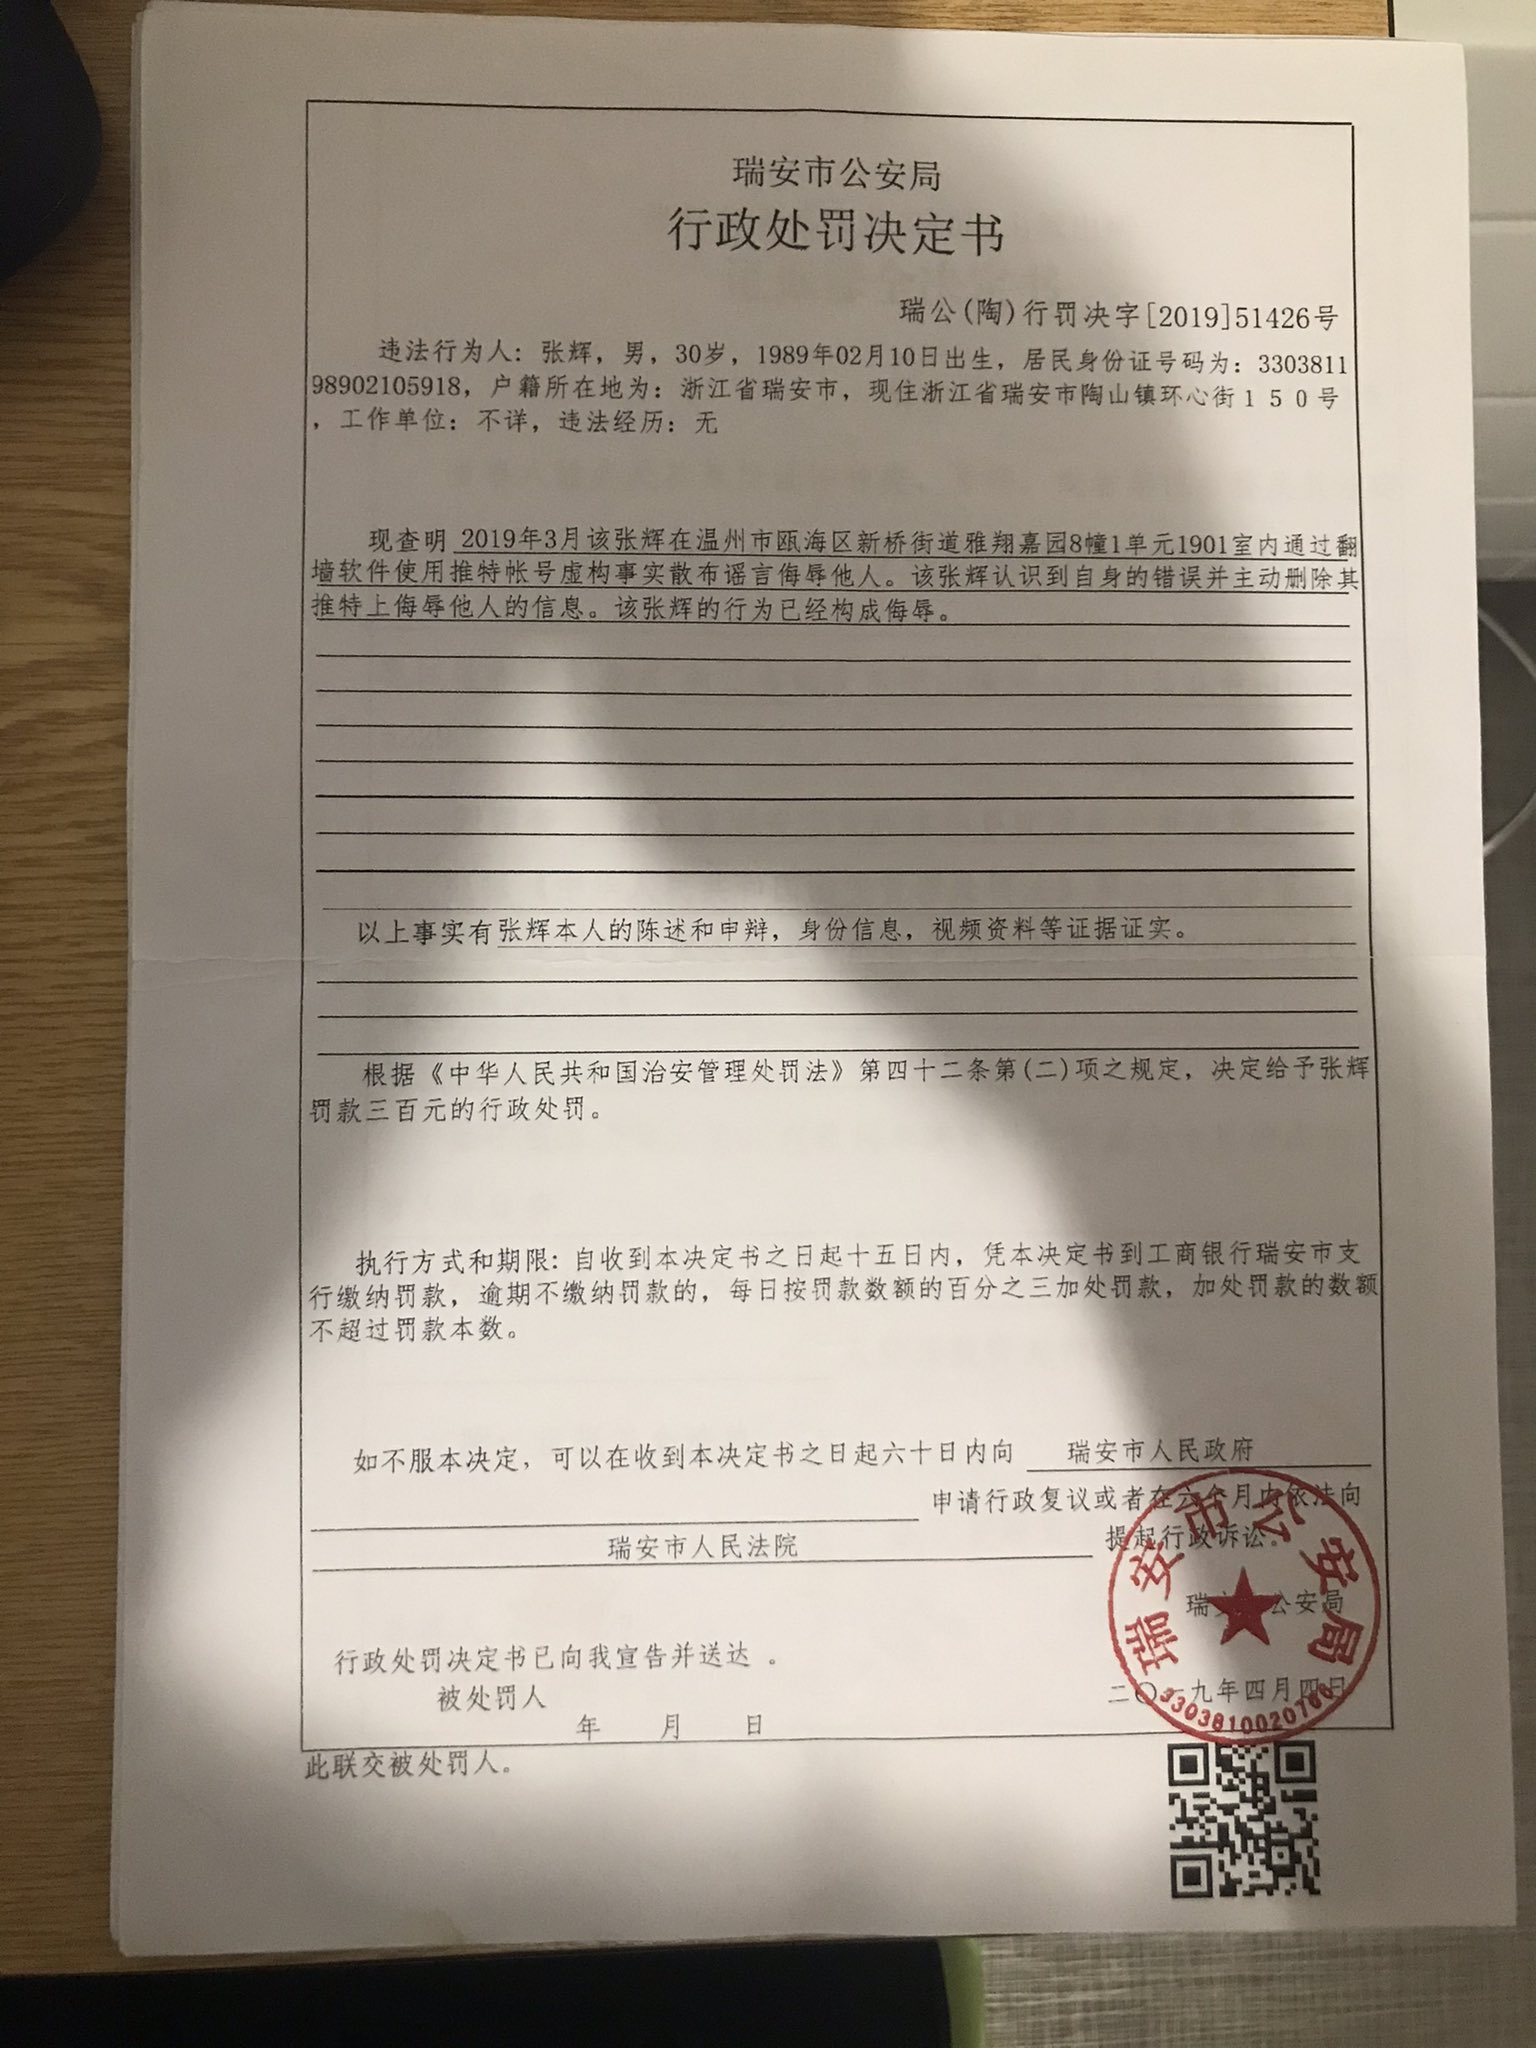 瑞安市公安局
行政处罚决定书
瑞公(陶)行罚决字[2019]51426号
违法行为人：张辉，男，30岁，1989年02月10日出生，居民身份证号码为：3303811
98902105918，户籍所在地为：浙江省瑞安市，现住浙江省瑞安市陶山镇环心街１５０号
，工作单位：不详，违法经历：无
现查明 2019年3月该张辉在温州市瓯海区新桥街道雅翔嘉园8幢1单元1901室内通过翻
墙软件使用推特帐号虚构事实散布谣言侮辱他人。该张辉认识到自身的错误并主动删除其
推特上侮辱他人的信息。该张辉的行为已经构成侮辱。
以上事实有张辉本人的陈述和申辩，身份信息，视频资料等证据证实。
根据《中华人民共和国治安管理处罚法》第四十二条第(二)项之规定，决定给予张辉
罚款三百元的行政处罚。
执行方式和期限：自收到本决定书之日起十五日内，凭本决定书到工商银行瑞安市支
行缴纳罚款，逾期不缴纳罚款的，每日按罚款数额的百分之三加处罚款，加处罚款的数额
不超过罚款本数。
如不服本决定，可以在收到本决定书之日起六十日内向 瑞安市人民政府
申请行政复议或者在六个月内依法向
瑞安市人民法院 提起行政诉讼。
瑞安市公安局
行政处罚决定书已向我宣告并送达 。
被处罚人
二〇一九年四月四日
年 月 日
此联交被处罚人。
瑞安市公安局